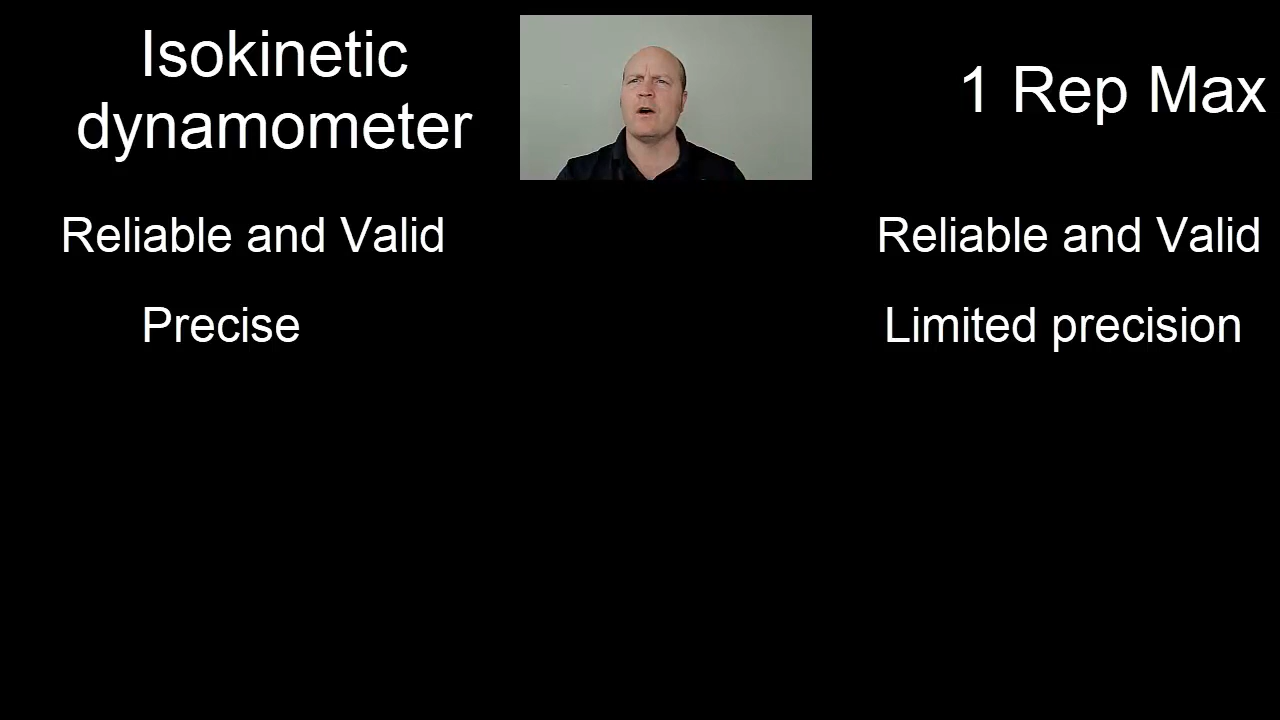 Isokinetic
dynamometer
1 Rep Max
Reliable and Valid
Reliable and Valid
Precise
Limited precision